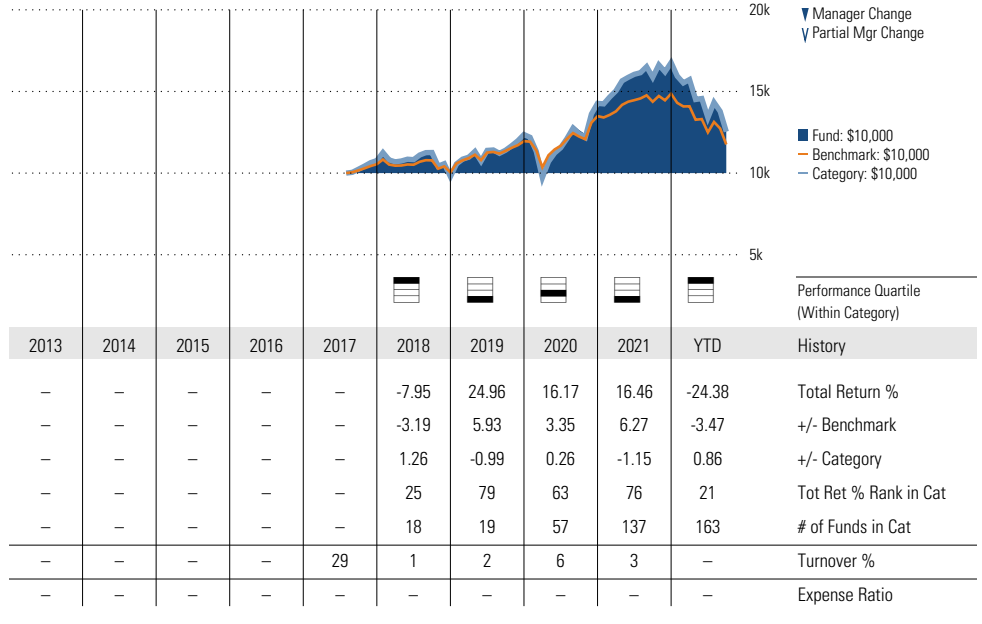 20k
15k
10k
5k
Manager Change
Partial Mgr Change
Fund: $10,000
Benchmark: $10,000
Category: $10,000
Performance Quartile
(Within Category)
2013 2014 2015 2016 2017 2018 2019 2020 2021 YTD History
– – – – – -7.95 24.96 16.17 16.46 -24.38 Total Return %
– – – – – -3.19 5.93 3.35 6.27 -3.47 +/- Benchmark
– – – – – 1.26 -0.99 0.26 -1.15 0.86 +/- Category
– – – – – 25 79 63 76 21 Tot Ret % Rank in Cat
– – – – – 18 19 57 137 163 # of Funds in Cat
– – – – 29 1 2 6 3 – Turnover %
– – – – – – – – – – Expense Ratio